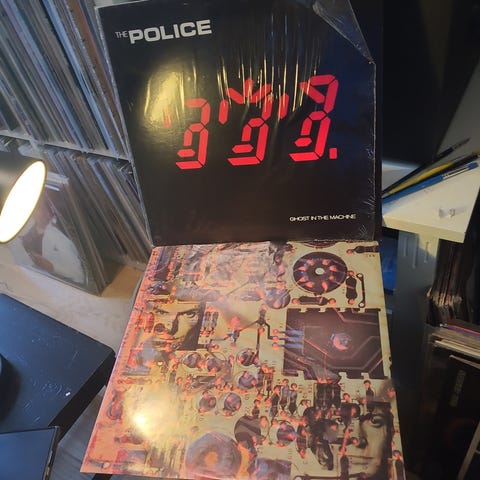 THE POLICE
GHOST IN THE MACHINE